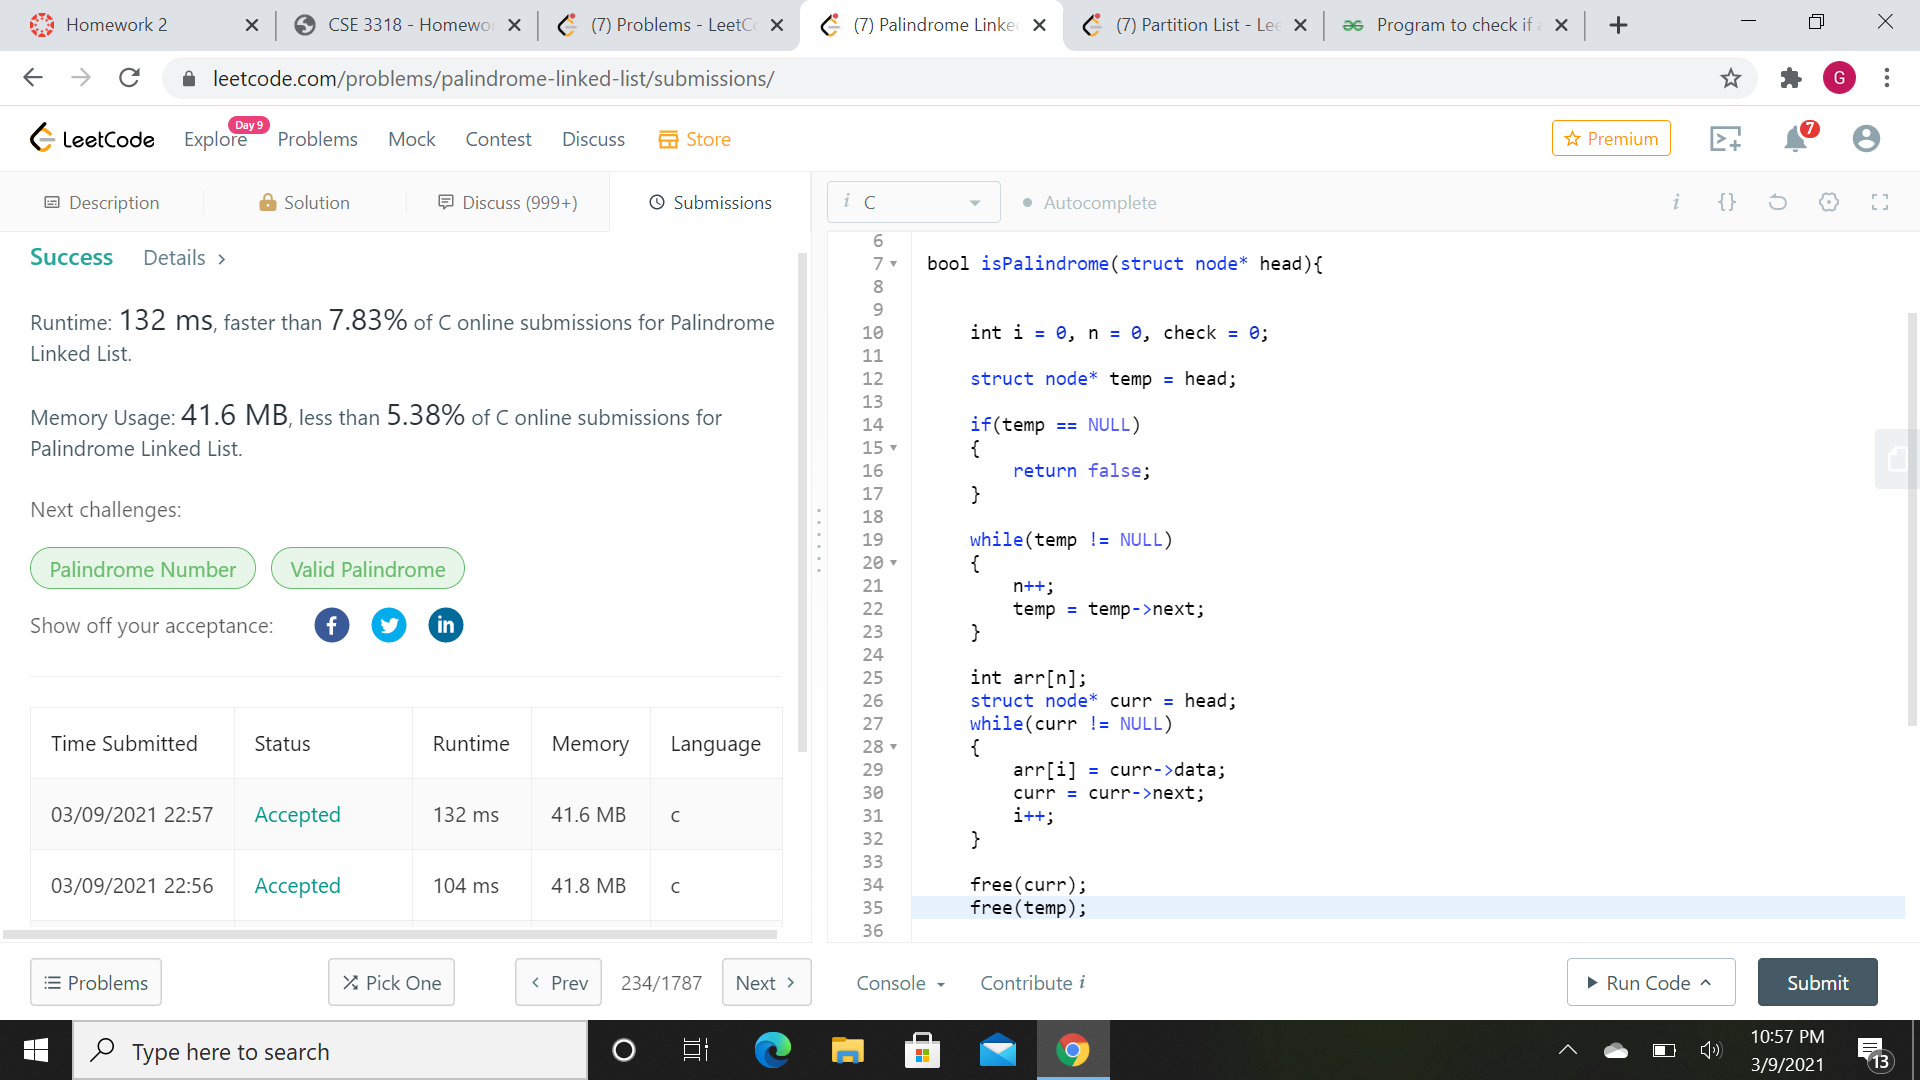 Homework 2
CSE 3318 - Homewor
(7) Problems - LeetCo
(7) Palindrome Linke
(7) Partition List - Lee
Program to check if a
leetcode.com/problems/palindrome-linked-list/submissions/
G
LeetCode
Explore
Day 9
Problems
Mock
Contest
Discuss
Store
Premium
7
Description
Solution
Discuss (999+)
Submissions
i C
Autocomplete
i
{}
Success
Details >
Runtime: 132 ms, faster than 7.83% of C online submissions for Palindrome
Linked List.
Memory Usage: 41.6 MB, less than 5.38% of C online submissions for
Palindrome Linked List.
Next challenges:
Palindrome Number
Valid Palindrome
Show off your acceptance:
f
in
Time Submitted Status Runtime Memory Language
03/09/2021 22:57 Accepted 132 ms 41.6 MB c
03/09/2021 22:56 Accepted 104 ms 41.8 MB c
6
7 bool isPalindrome(struct node* head){
8
9
10 int i = 0, n = 0, check = 0;
11
12 struct node* temp = head;
13
14 if(temp == NULL)
15 {
16 return false;
17 }
18
19 while(temp != NULL)
20 {
21 n++;
22 temp = temp->next;
23 }
24
25 int arr[n];
26 struct node* curr = head;
27 while(curr != NULL)
28 {
29 arr[i] = curr->data;
30 curr = curr->next;
31 i++;
32 }
33
34 free(curr);
35 free(temp);
36
Problems
Pick One
< Prev
234/1787
Next >
Console
Contribute i
Run Code
Submit
Type here to search
10:57 PM
3/9/2021
13